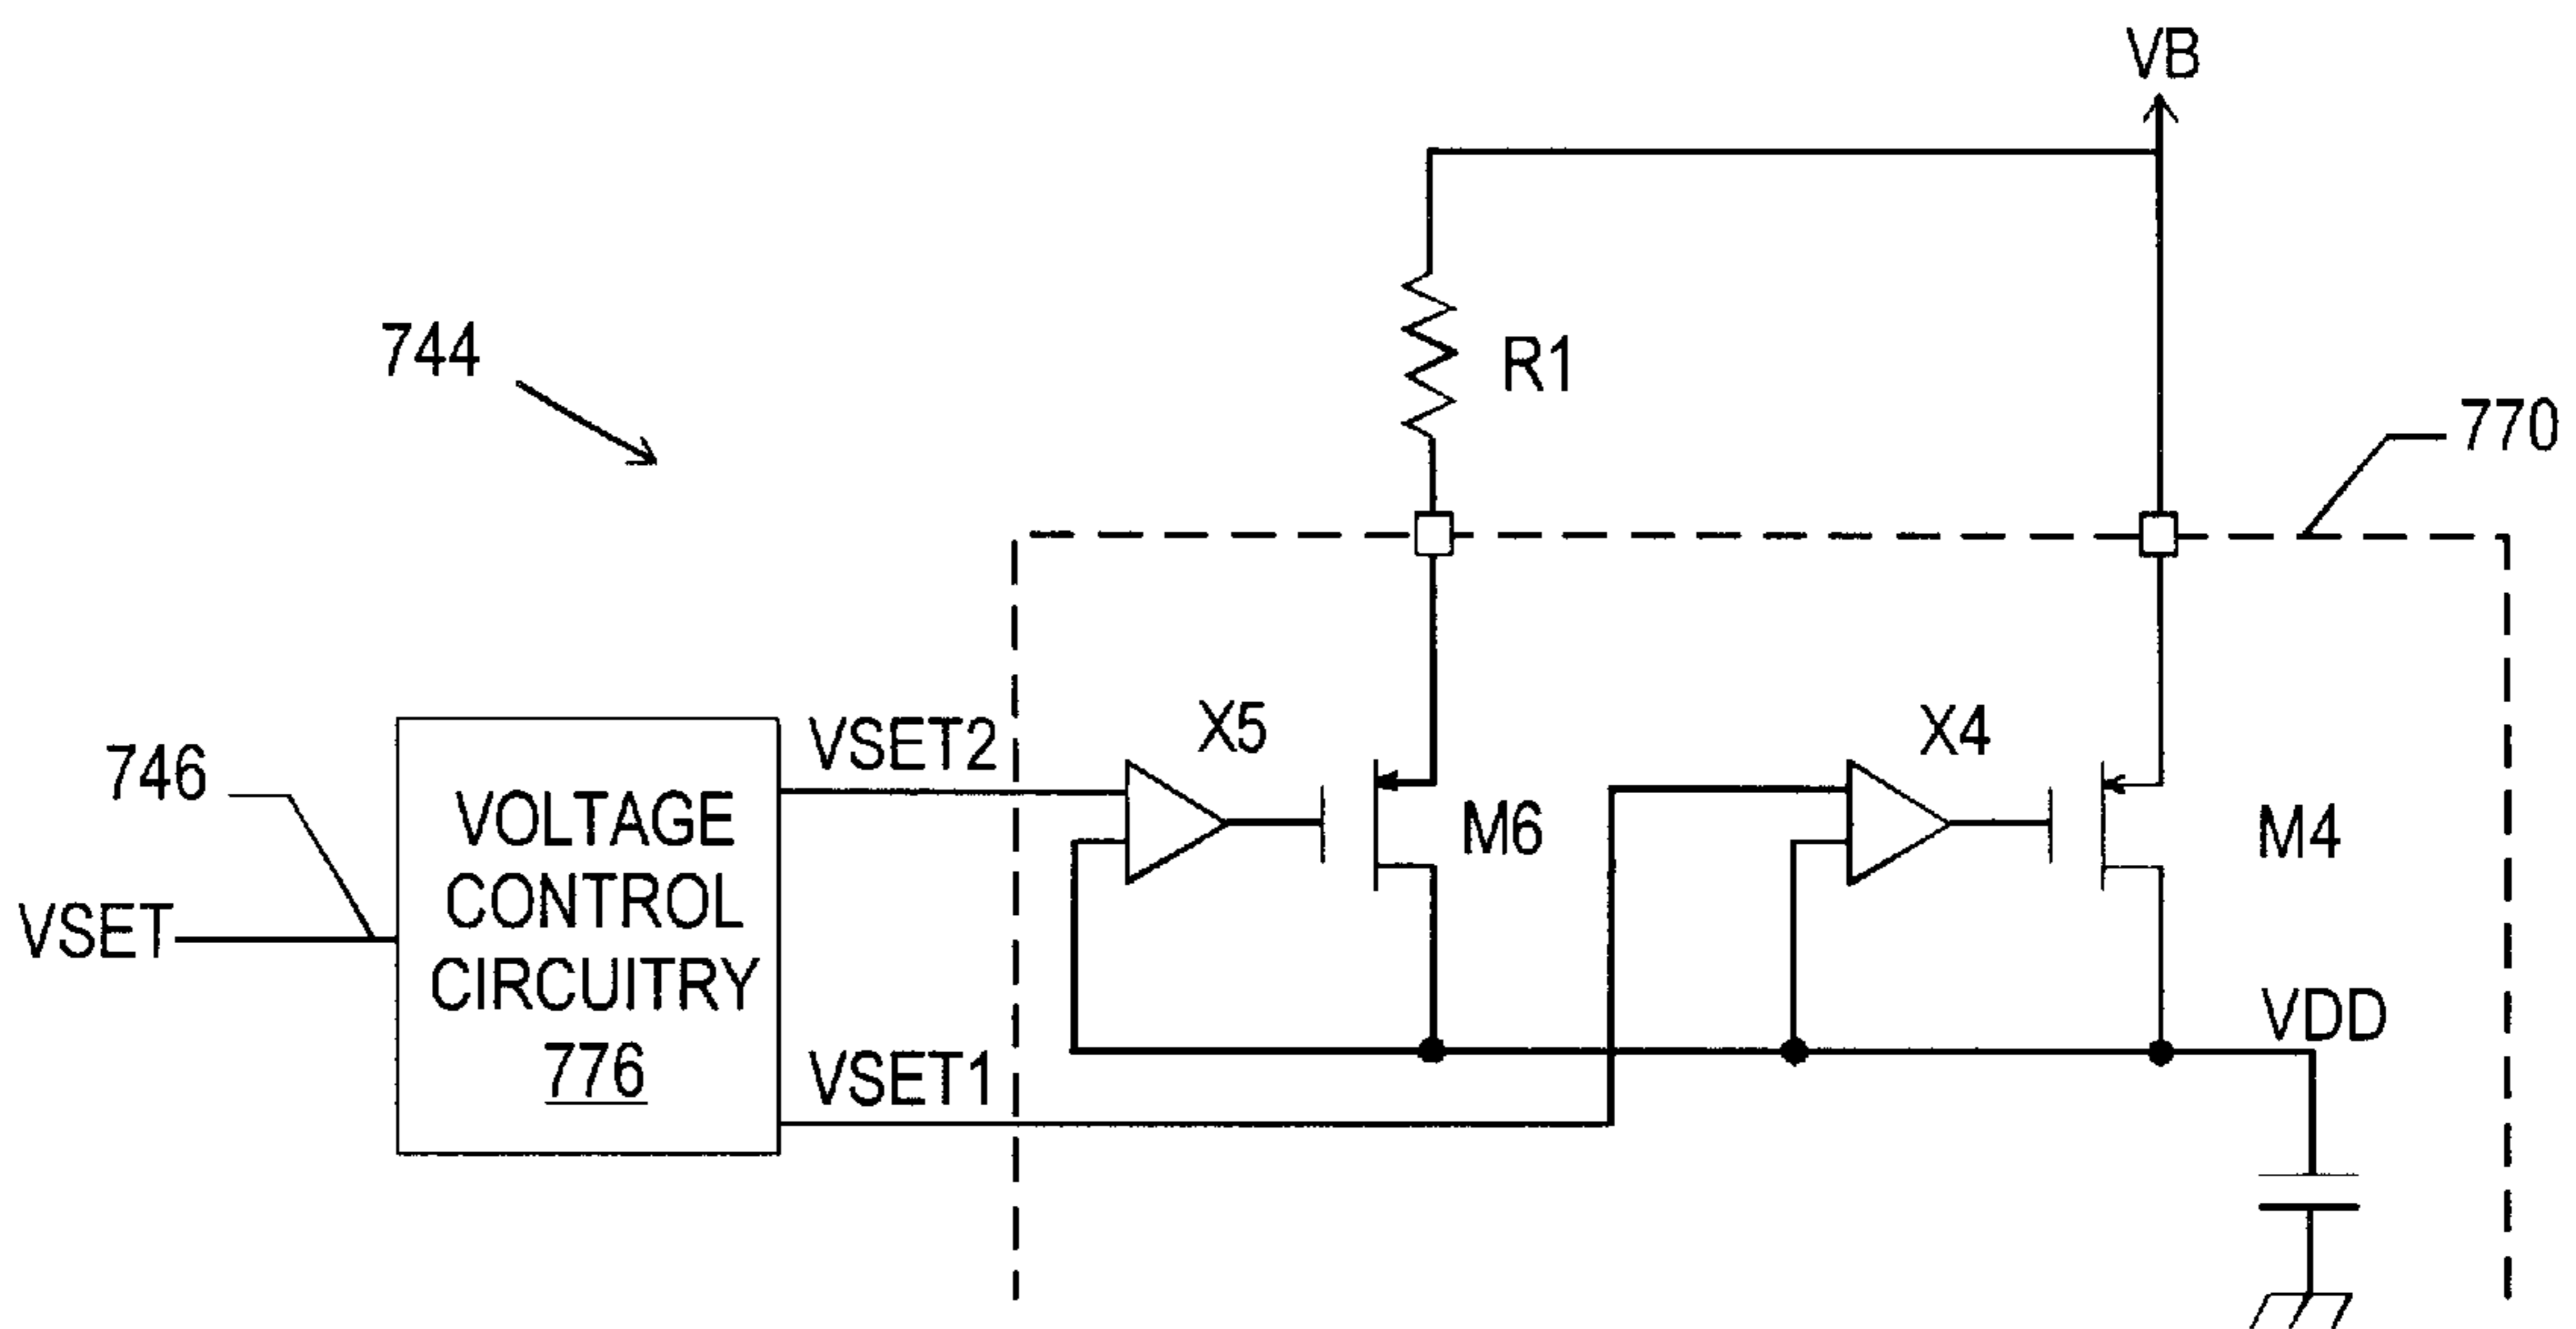 VB
R1
744
770
VSET2
X5
X4
746
VOLTAGE
CONTROL
CIRCUITRY
776
M6
M4
VSET
VDD
VSET1